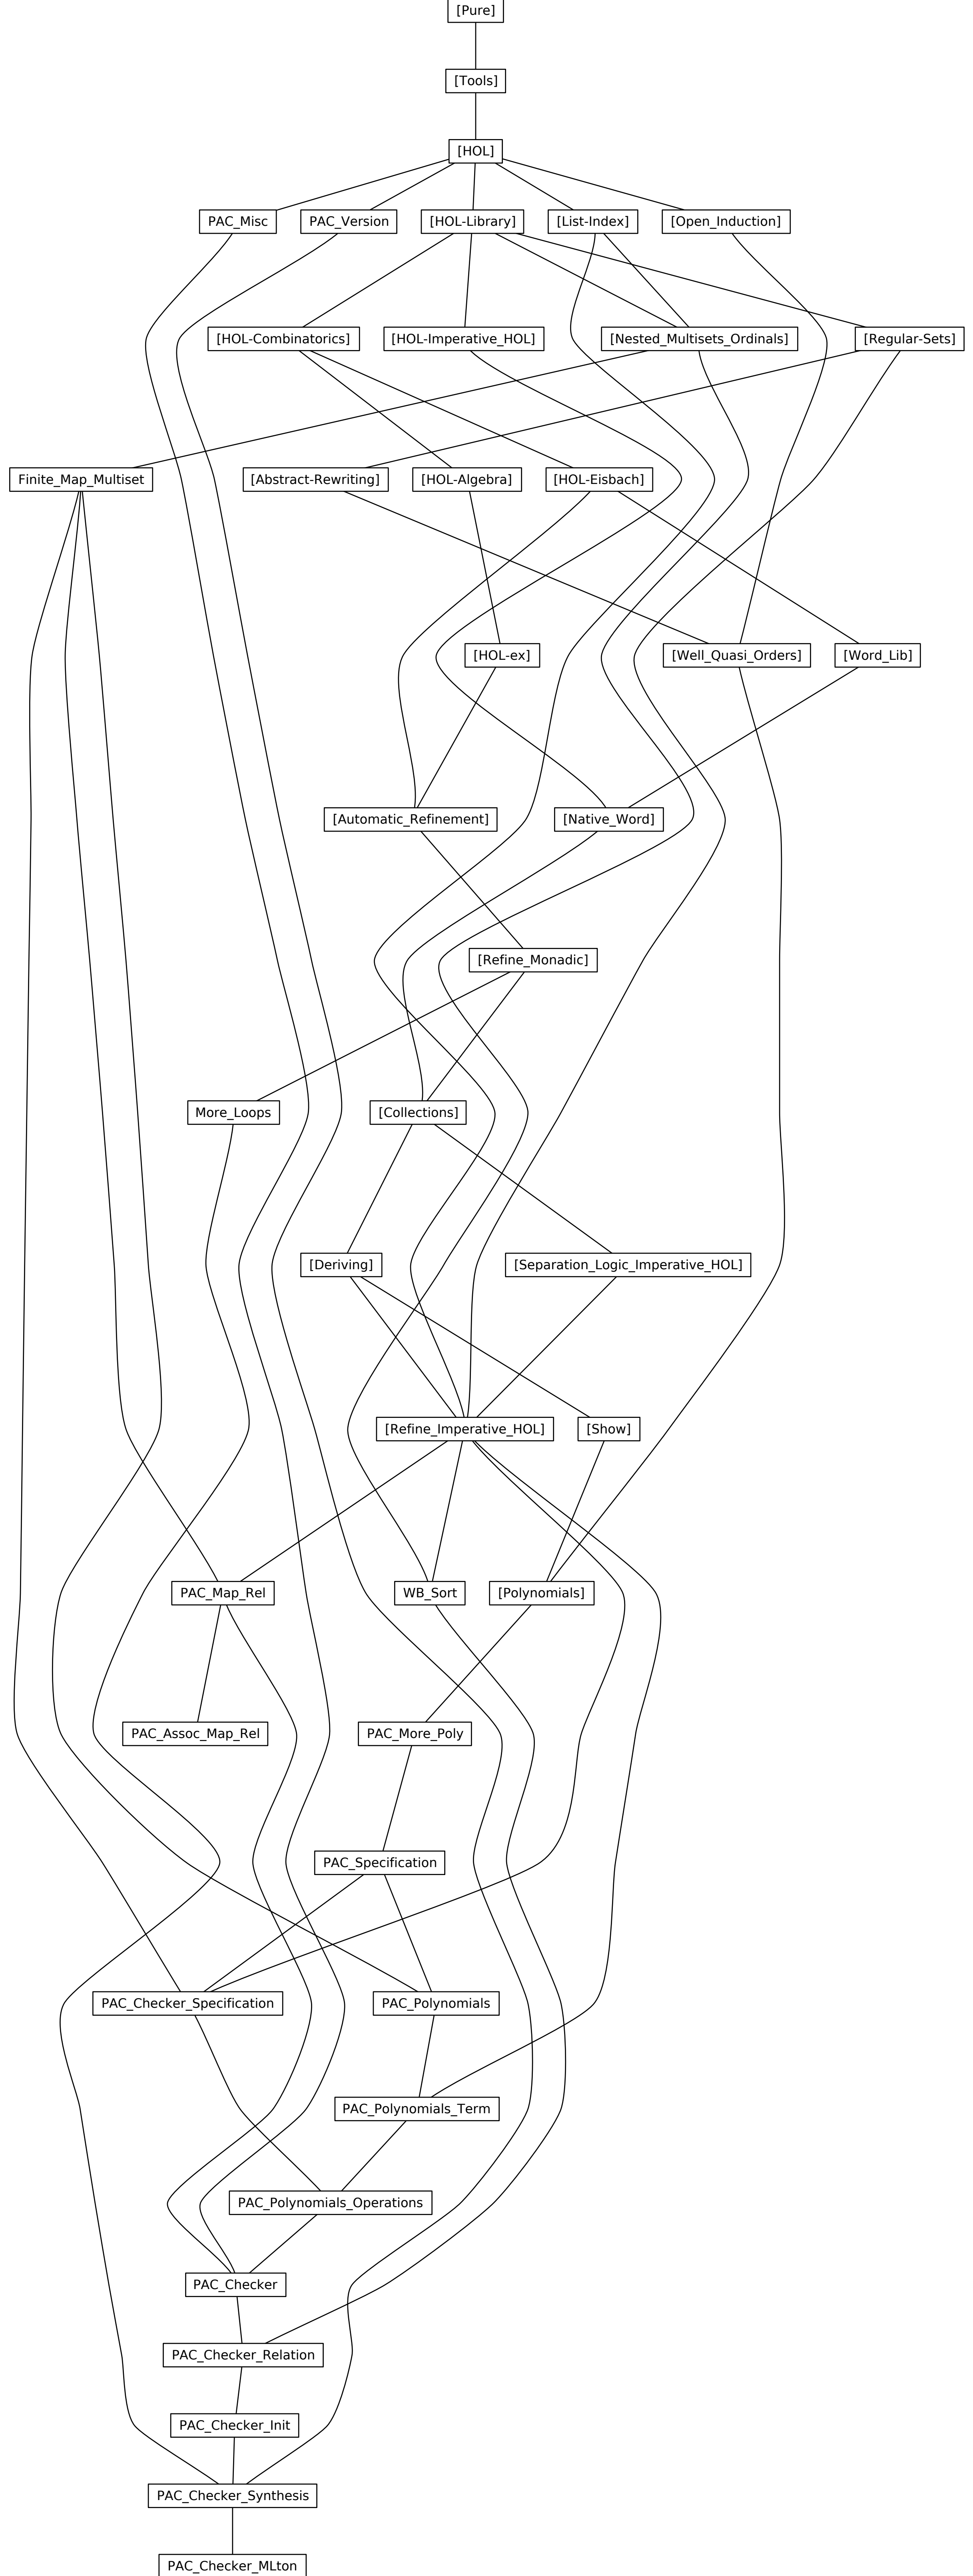 [Pure]
[Tools]
[HOL]
PAC_Misc
PAC_Version
[HOL-Library]
[List-Index]
[Open_Induction]
[HOL-Combinatorics]
[HOL-Imperative_HOL]
[Nested_Multisets_Ordinals]
[Regular-Sets]
Finite_Map_Multiset
[Abstract-Rewriting]
[HOL-Algebra]
[HOL-Eisbach]
[HOL-ex]
[Well_Quasi_Orders]
[Word_Lib]
[Automatic_Refinement]
[Native_Word]
[Refine_Monadic]
More_Loops
[Collections]
[Deriving]
[Separation_Logic_Imperative_HOL]
[Refine_Imperative_HOL]
[Show]
PAC_Map_Rel
WB_Sort
[Polynomials]
PAC_Assoc_Map_Rel
PAC_More_Poly
PAC_Specification
PAC_Checker_Specification
PAC_Polynomials
PAC_Polynomials_Term
PAC_Polynomials_Operations
PAC_Checker
PAC_Checker_Relation
PAC_Checker_Init
PAC_Checker_Synthesis
PAC_Checker_MLton